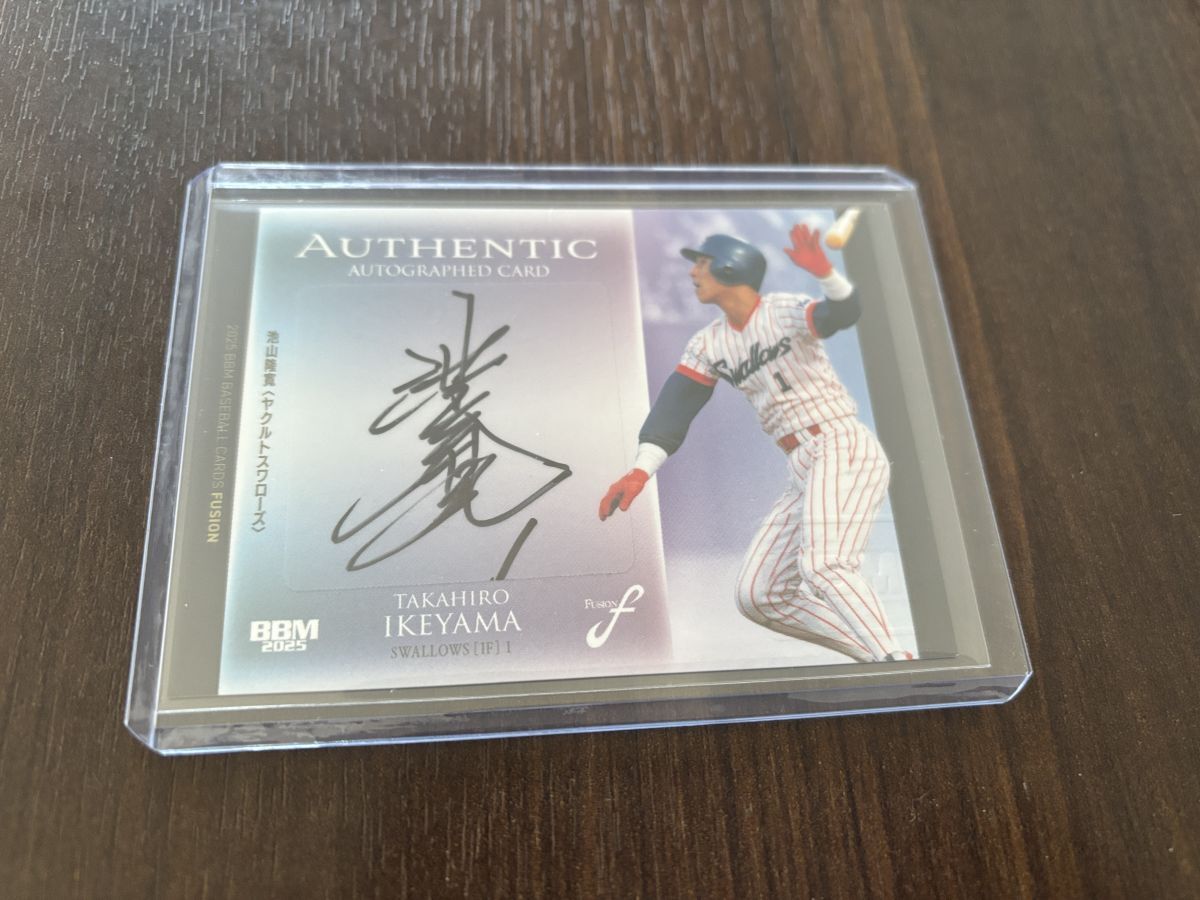 AUTHENTIC
AUTOGRAPHED CARD
池山隆寛〈ヤクルトスワローズ〉
2025 BBM BASEBALL CARDS FUSION
Swallows
1
TAKAHIRO
IKEYAMA
SWALLOWS [IF] 1
BBM
2025
FUSION f